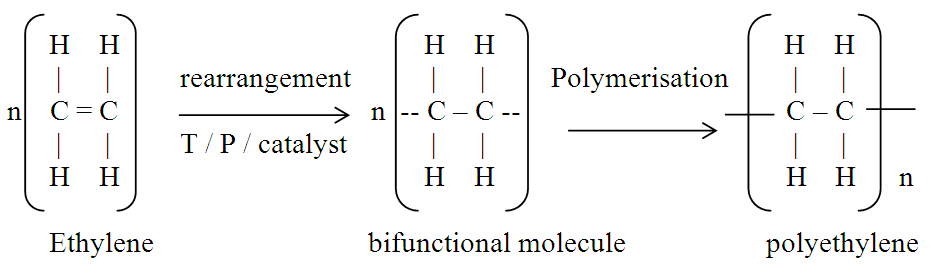 H H H H H H
| | rearrangement | | Polymerisation | |
n C = C n -- C – C -- C – C
| | T / P / catalyst | | | |
H H H H H H n
Ethylene bifunctional molecule polyethylene